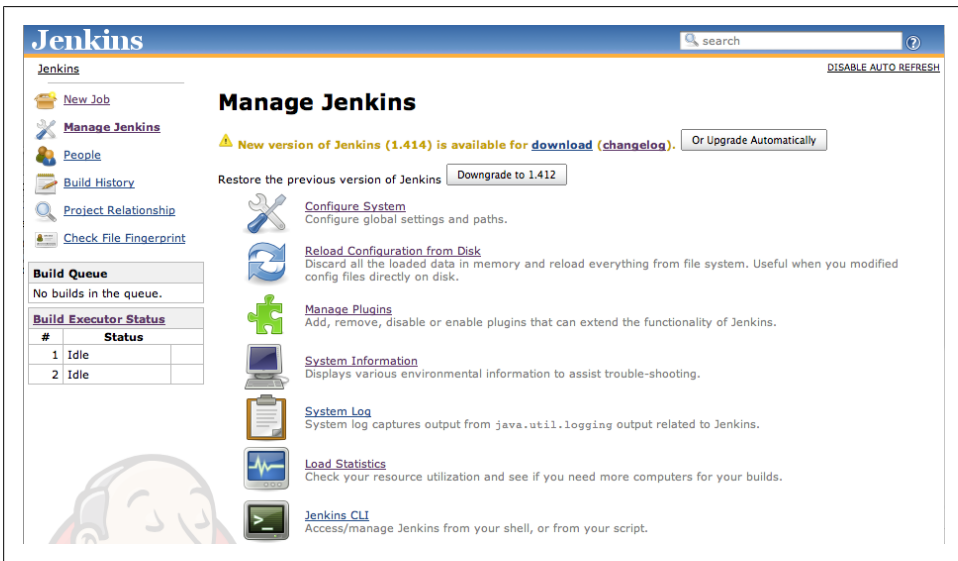 Jenkins
search
Jenkins
DISABLE AUTO REFRESH
New Job
Manage Jenkins
People
Build History
Project Relationship
Check File Fingerprint
Build Queue
No builds in the queue.
Build Executor Status
# Status
1 Idle
2 Idle
Manage Jenkins
New version of Jenkins (1.414) is available for download (changelog). Or Upgrade Automatically
Restore the previous version of Jenkins Downgrade to 1.412
Configure System
Configure global settings and paths.
Reload Configuration from Disk
Discard all the loaded data in memory and reload everything from file system. Useful when you modified
config files directly on disk.
Manage Plugins
Add, remove, disable or enable plugins that can extend the functionality of Jenkins.
System Information
Displays various environmental information to assist trouble-shooting.
System Log
System log captures output from java.util.logging output related to Jenkins.
Load Statistics
Check your resource utilization and see if you need more computers for your builds.
Jenkins CLI
Access/manage Jenkins from your shell, or from your script.